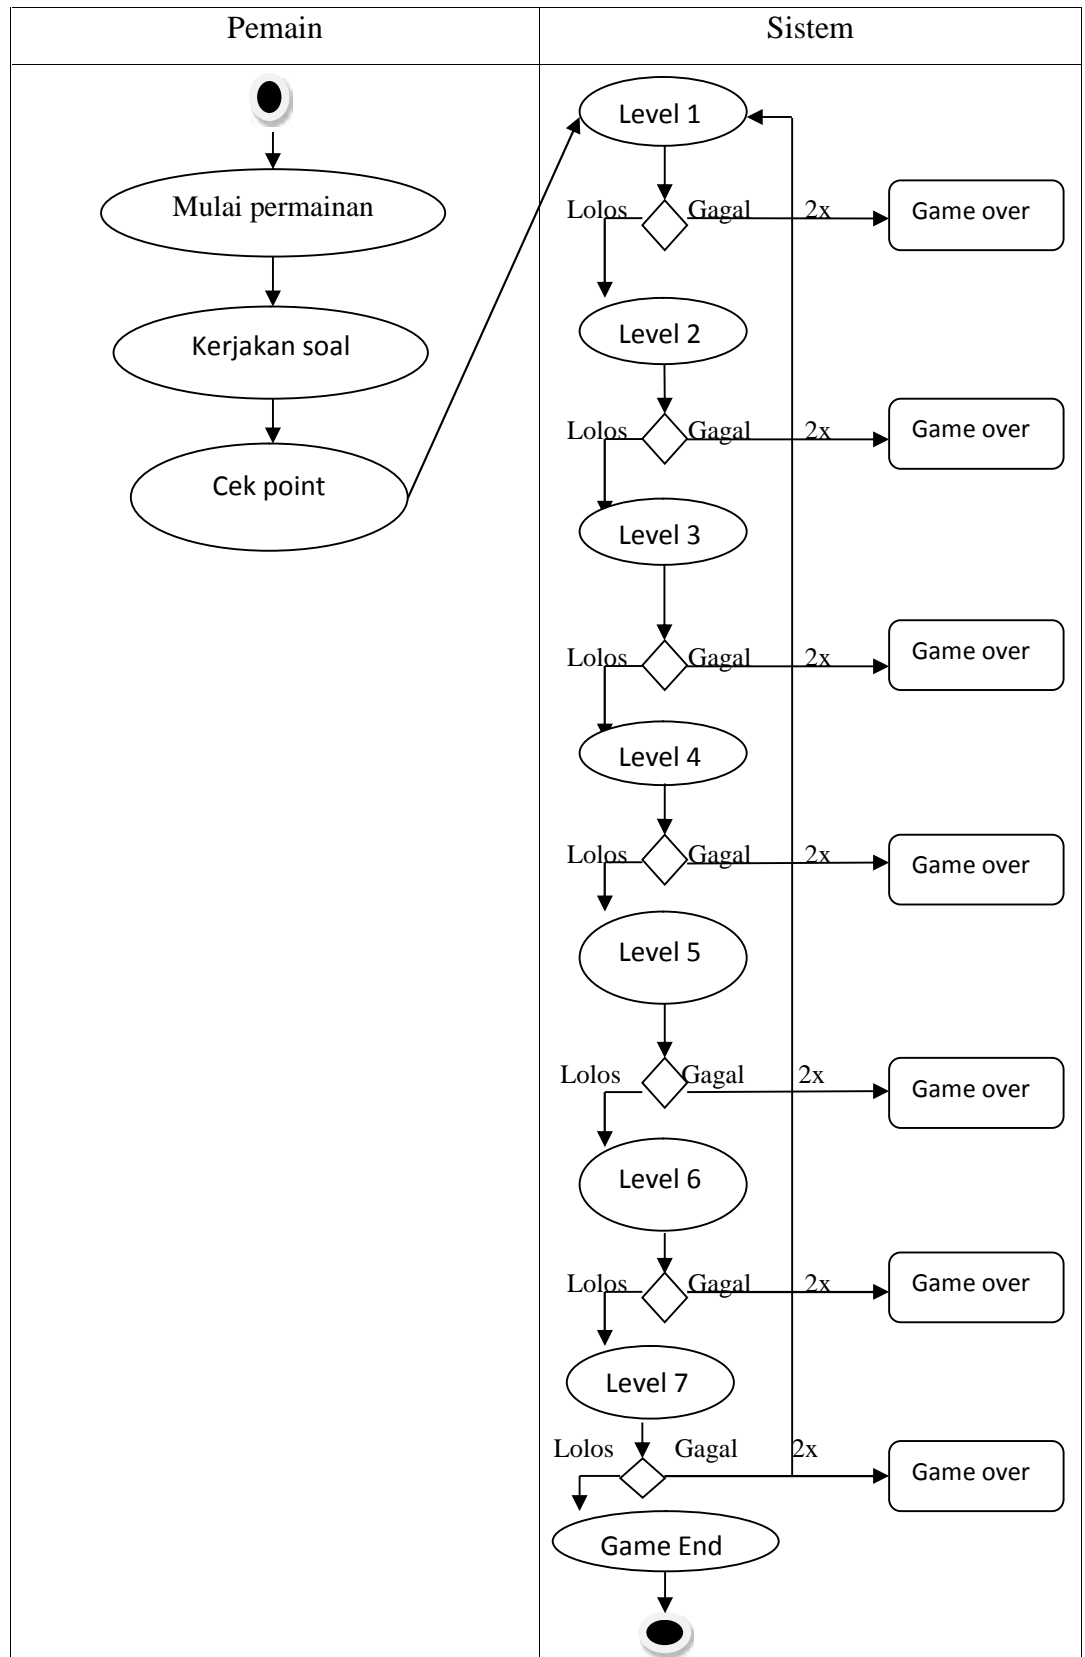 Pemain
Sistem
Mulai permainan
Kerjakan soal
Cek point
Level 1
Lolos Gagal 2x Game over
Level 2
Lolos Gagal 2x Game over
Level 3
Lolos Gagal 2x Game over
Level 4
Lolos Gagal 2x Game over
Level 5
Lolos Gagal 2x Game over
Level 6
Lolos Gagal 2x Game over
Level 7
Lolos Gagal 2x Game over
Game End